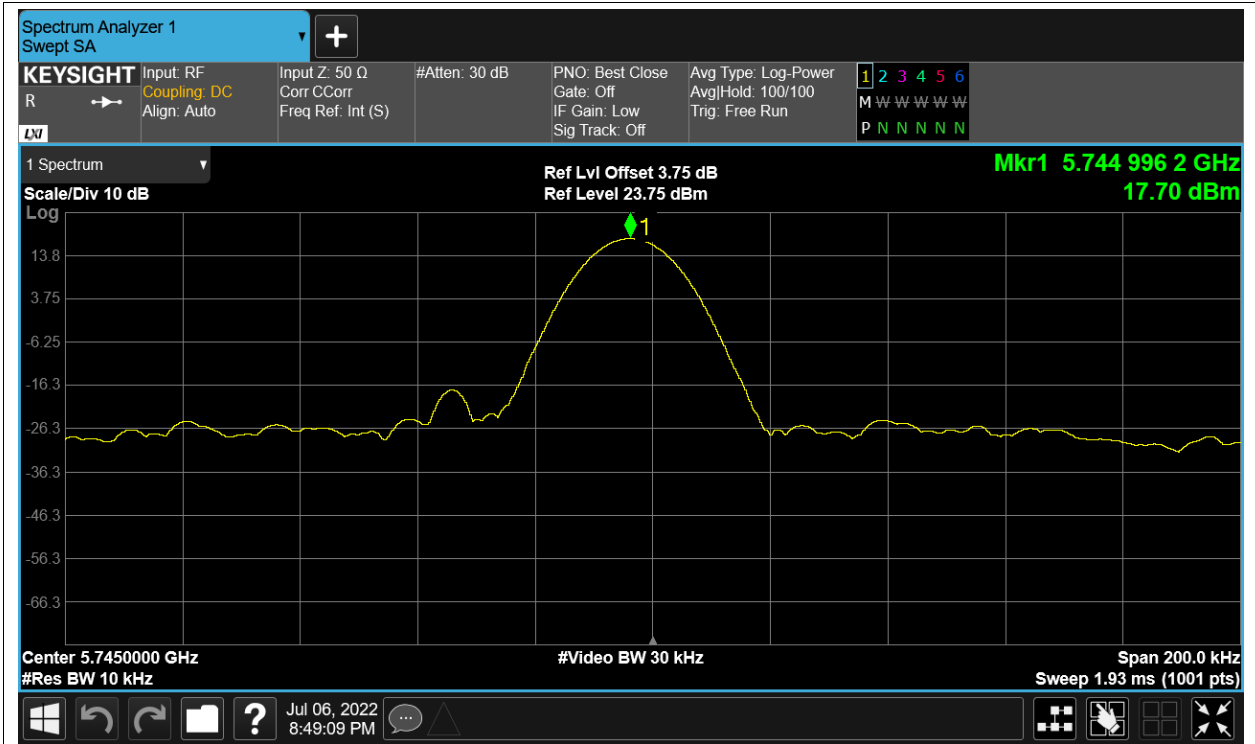 Spectrum Analyzer 1
Swept SA
KEYSIGHT
R
LXI
Input: RF
Coupling: DC
Align: Auto
Input Z: 50 Ω
Corr CCorr
Freq Ref: Int (S)
#Atten: 30 dB
PNO: Best Close
Gate: Off
IF Gain: Low
Sig Track: Off
Avg Type: Log-Power
Avg|Hold: 100/100
Trig: Free Run
1 2 3 4 5 6
M W W W W W
P N N N N N
1 Spectrum
Scale/Div 10 dB
Log
Ref Lvl Offset 3.75 dB
Ref Level 23.75 dBm
Mkr1 5.744 996 2 GHz
17.70 dBm
1
13.8
3.75
-6.25
-16.3
-26.3
-36.3
-46.3
-56.3
-66.3
Center 5.7450000 GHz
#Res BW 10 kHz
#Video BW 30 kHz
Span 200.0 kHz
Sweep 1.93 ms (1001 pts)
?
Jul 06, 2022
8:49:09 PM